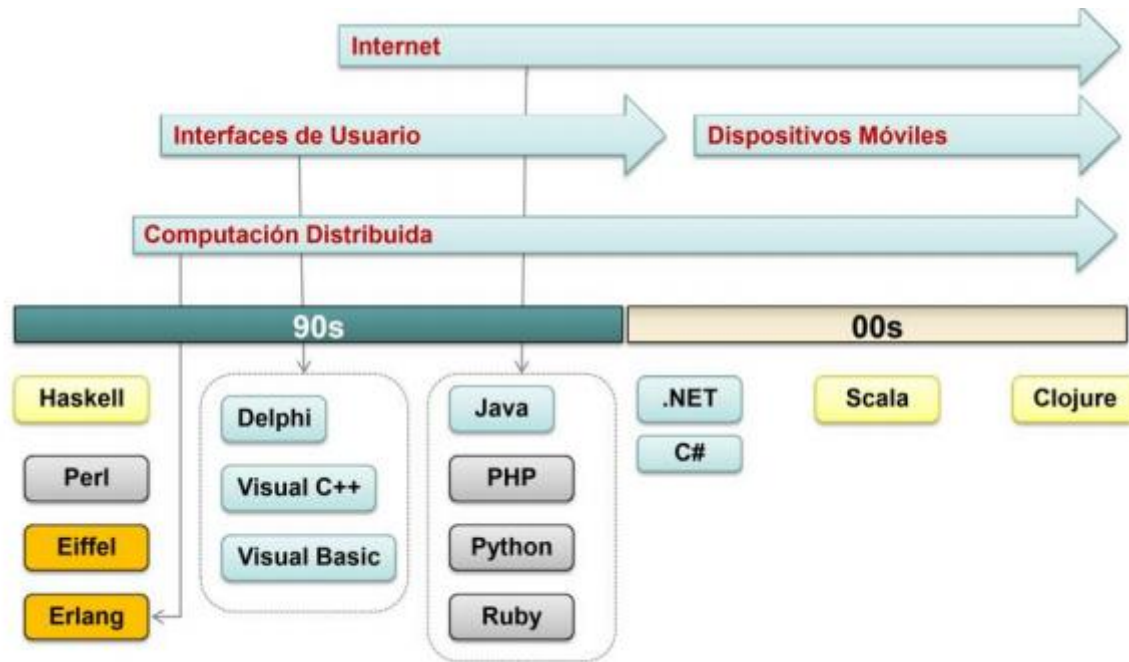 Internet
Interfaces de Usuario
Dispositivos Móviles
Computación Distribuida
90s
00s
Haskell
Perl
Eiffel
Erlang
Delphi
Visual C++
Visual Basic
Java
PHP
Python
Ruby
.NET
C#
Scala
Clojure